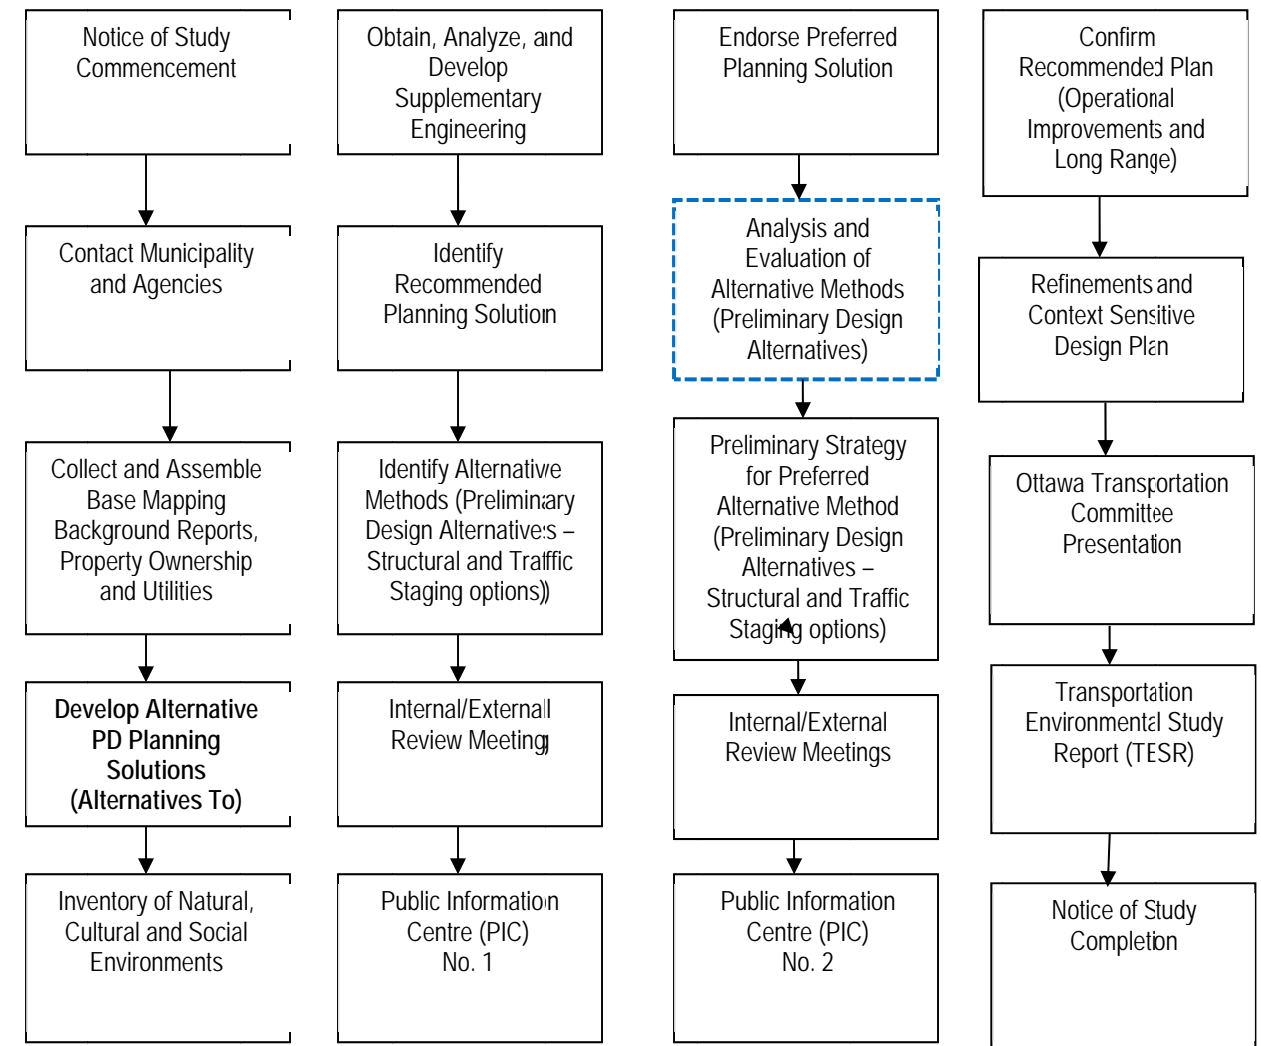 Notice of Study
Commencement
Contact Municipality
and Agencies
Collect and Assemble
Base Mapping
Background Reports,
Property Ownership
and Utilities
Develop Alternative
PD Planning
Solutions
(Alternatives To)
Inventory of Natural,
Cultural and Social
Environments
Obtain, Analyze, and
Develop
Supplementary
Engineering
Identify
Recommended
Planning Solution
Identify Alternative
Methods (Preliminary
Design Alternatives –
Structural and Traffic
Staging options))
Internal/External
Review Meeting
Public Information
Centre (PIC)
No. 1
Endorse Preferred
Planning Solution
Analysis and
Evaluation of
Alternative Methods
(Preliminary Design
Alternatives)
Preliminary Strategy
for Preferred
Alternative Method
(Preliminary Design
Alternatives –
Structural and Traffic
Staging options)
Internal/External
Review Meetings
Public Information
Centre (PIC)
No. 2
Confirm
Recommended Plan
(Operational
Improvements and
Long Range)
Refinements and
Context Sensitive
Design Plan
Ottawa Transportation
Committee
Presentation
Transportation
Environmental Study
Report (TESR)
Notice of Study
Completion